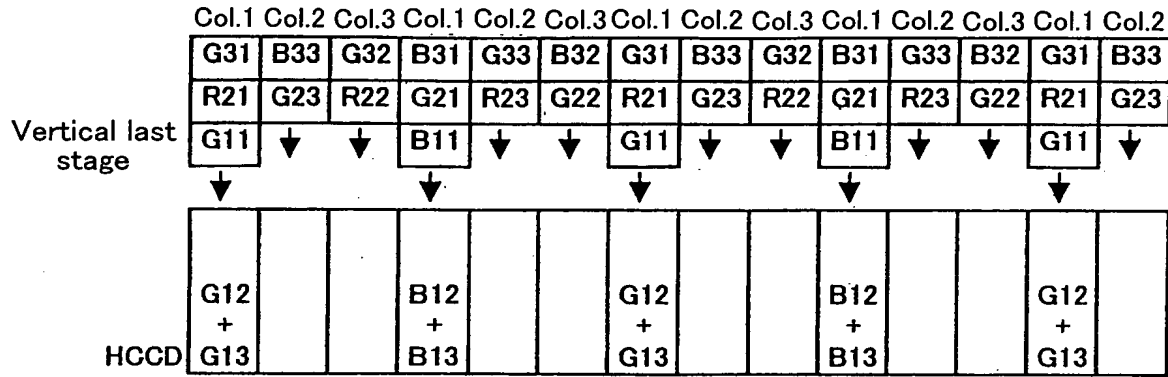 Col.1 Col.2 Col.3 Col.1 Col.2 Col.3 Col.1 Col.2 Col.3 Col.1 Col.2 Col.3 Col.1 Col.2
G31 B33 G32 B31 G33 B32 G31 B33 G32 B31 G33 B32 G31 B33
R21 G23 R22 G21 R23 G22 R21 G23 R22 G21 R23 G22 R21 G23
Vertical last
stage
G11 B11 G11 B11 G11
G12 B12 G12 B12 G12
+ + + + +
HCCD G13 B13 G13 B13 G13